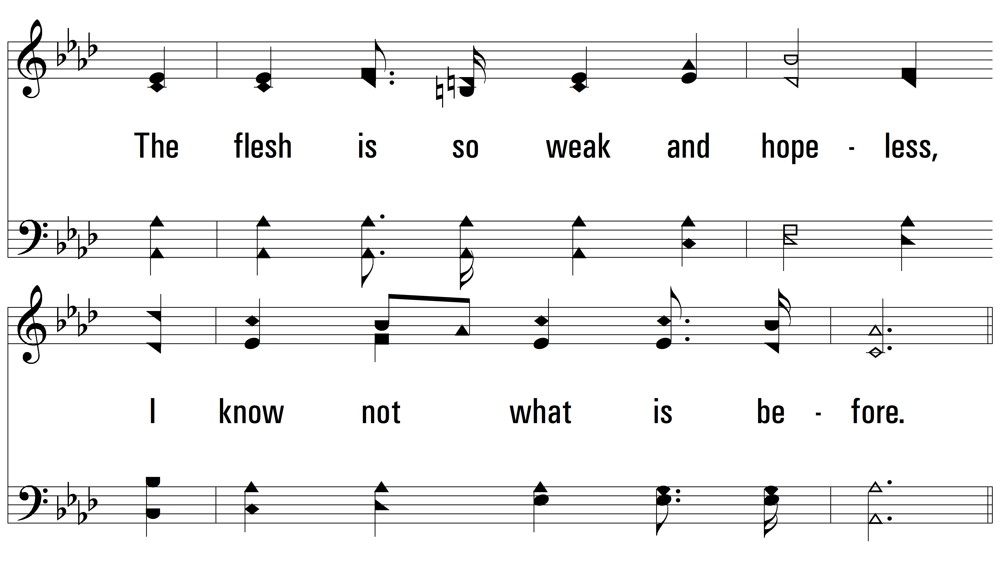 The flesh is so weak and hope - less,
I know not what is be - fore.